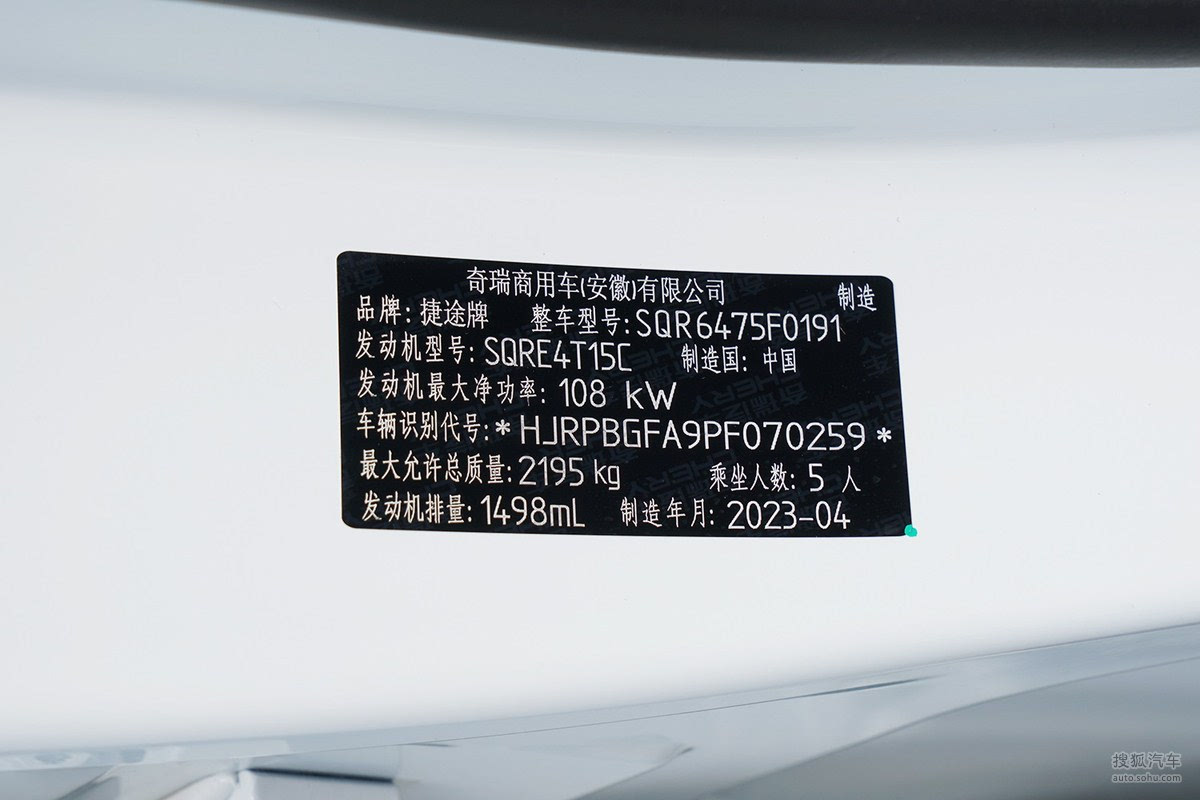 奇瑞商用车(安徽)有限公司 制造
品牌: 捷途牌 整车型号: SQR6475F0191
发动机型号: SQRE4T15C 制造国: 中国
发动机最大净功率: 108 kW
车辆识别代号: *HJRPBGFA9PF070259*
最大允许总质量: 2195 kg 乘坐人数: 5 人
发动机排量: 1498mL 制造年月: 2023-04
搜狐汽车
auto.sohu.com